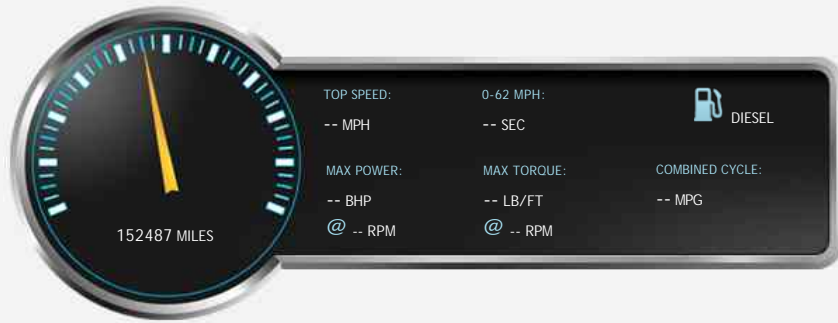 TOP SPEED:
-- MPH
0-62 MPH:
-- SEC
DIESEL
MAX POWER:
-- BHP
@ -- RPM
MAX TORQUE:
-- LB/FT
@ -- RPM
COMBINED CYCLE:
-- MPG
152487 MILES